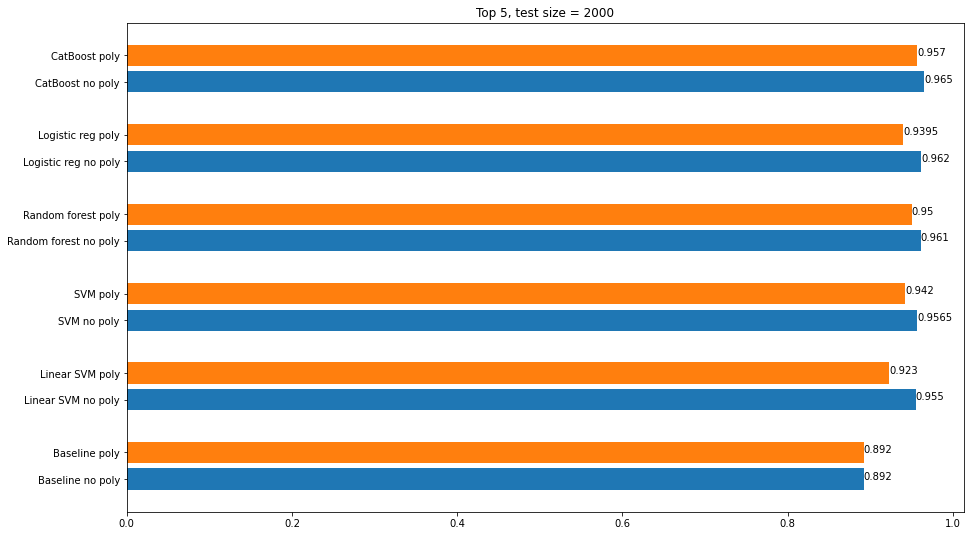 Top 5, test size = 2000
CatBoost poly 0.957
CatBoost no poly 0.965
Logistic reg poly 0.9395
Logistic reg no poly 0.962
Random forest poly 0.95
Random forest no poly 0.961
SVM poly 0.942
SVM no poly 0.9565
Linear SVM poly 0.923
Linear SVM no poly 0.955
Baseline poly 0.892
Baseline no poly 0.892
0.0 0.2 0.4 0.6 0.8 1.0